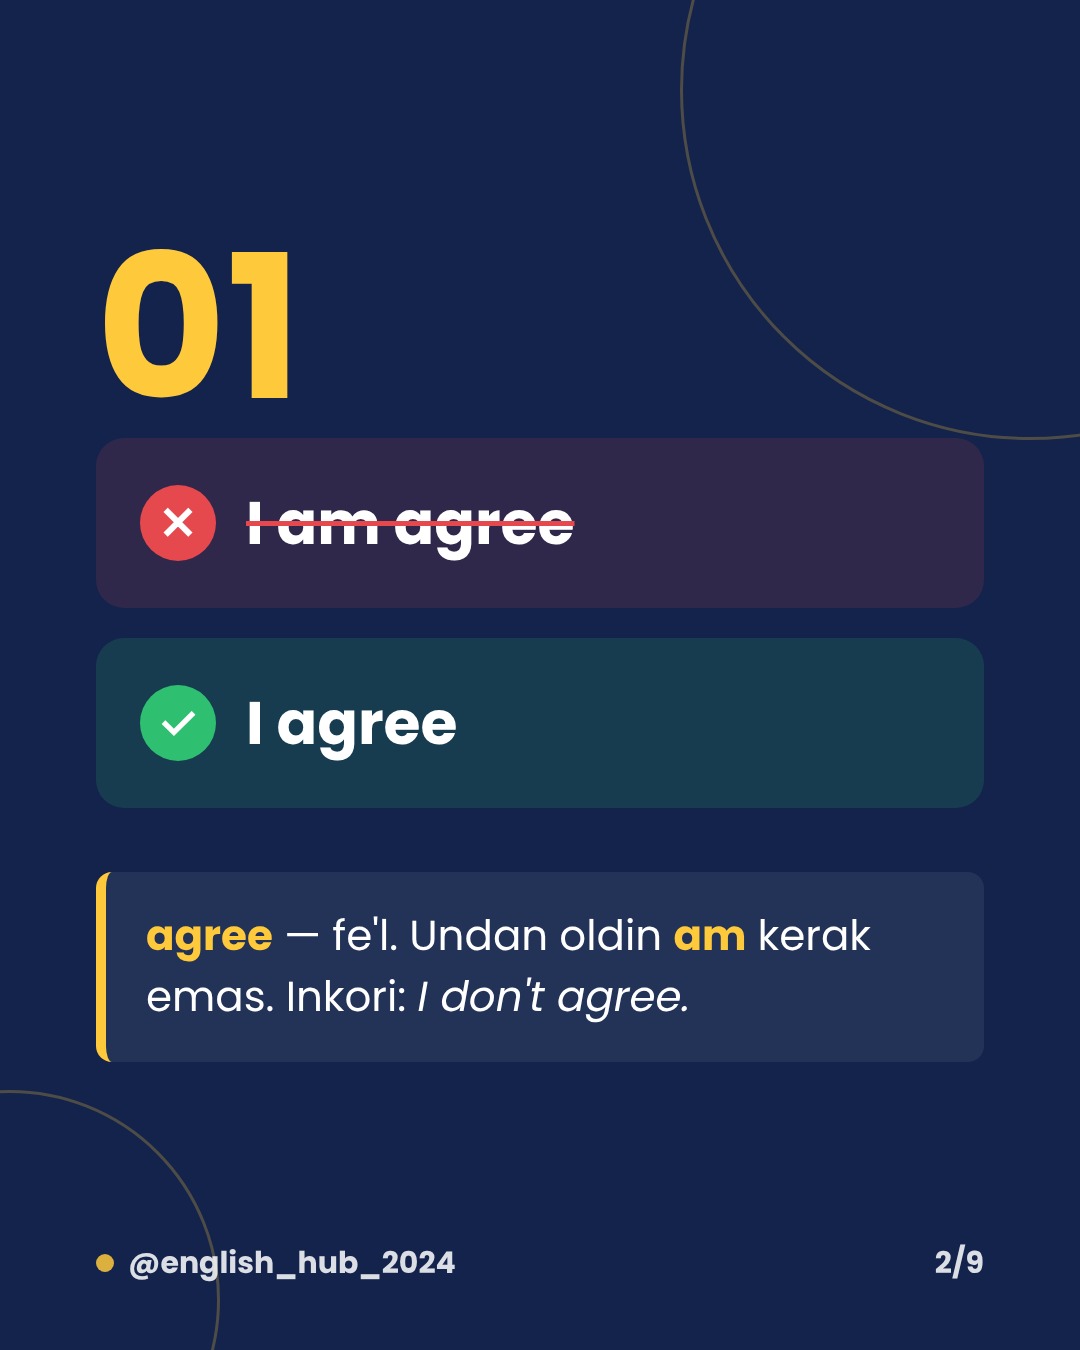 01
I am agree
I agree
agree — fe'l. Undan oldin am kerak
emas. Inkori: I don't agree.
@english_hub_2024
2/9